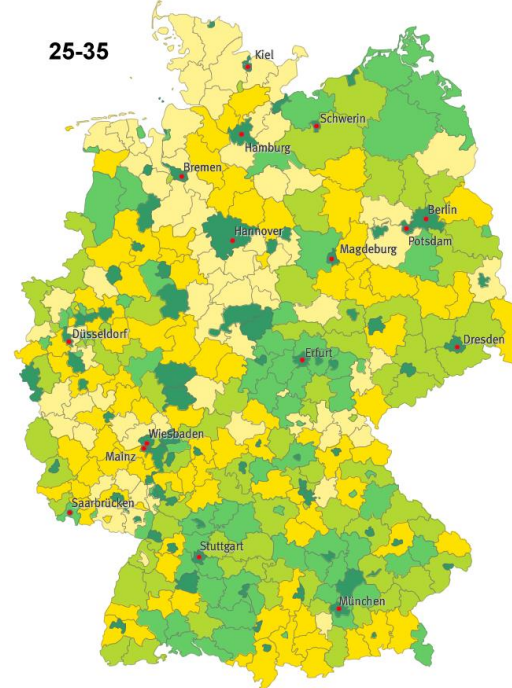 25-35
Kiel
Schwerin
Hamburg
Bremen
Berlin
Hannover
Potsdam
Magdeburg
Düsseldorf
Dresden
Erfurt
Wiesbaden
Mainz
Saarbrücken
Stuttgart
München